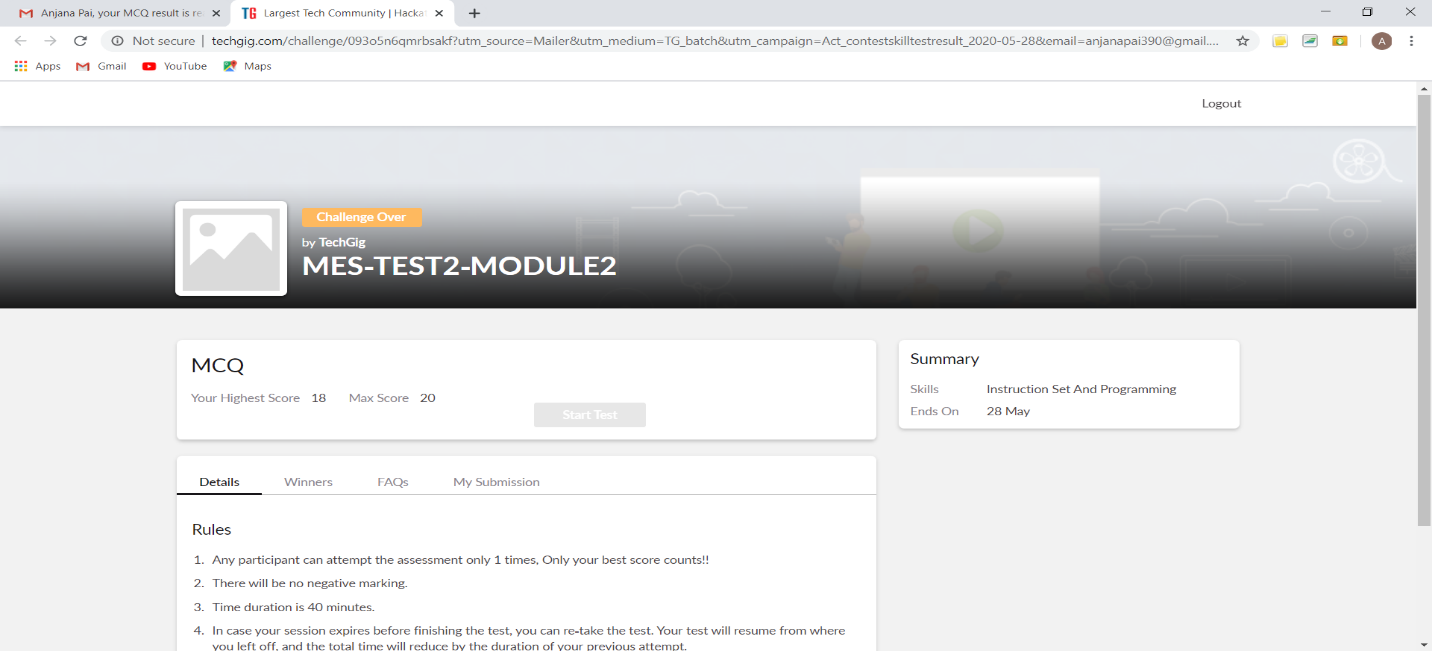 Anjana Pai, your MCQ result is re
TG Largest Tech Community | Hacka
Not secure | techgig.com/challenge/093o5n6qmrbsakf?utm_source=Mailer&utm_medium=TG_batch&utm_campaign=Act_contestskilltestresult_2020-05-28&email=anjanapai390@gmail....
A
Apps Gmail YouTube Maps
Logout
Challenge Over
by TechGig
MES-TEST2-MODULE2
MCQ
Your Highest Score 18 Max Score 20
Start Test
Summary
Skills Instruction Set And Programming
Ends On 28 May
Details Winners FAQs My Submission
Rules
1. Any participant can attempt the assessment only 1 times, Only your best score counts!!
2. There will be no negative marking.
3. Time duration is 40 minutes.
4. In case your session expires before finishing the test, you can re-take the test. Your test will resume from where
you left off, and the total time will reduce by the duration of your previous attempt.